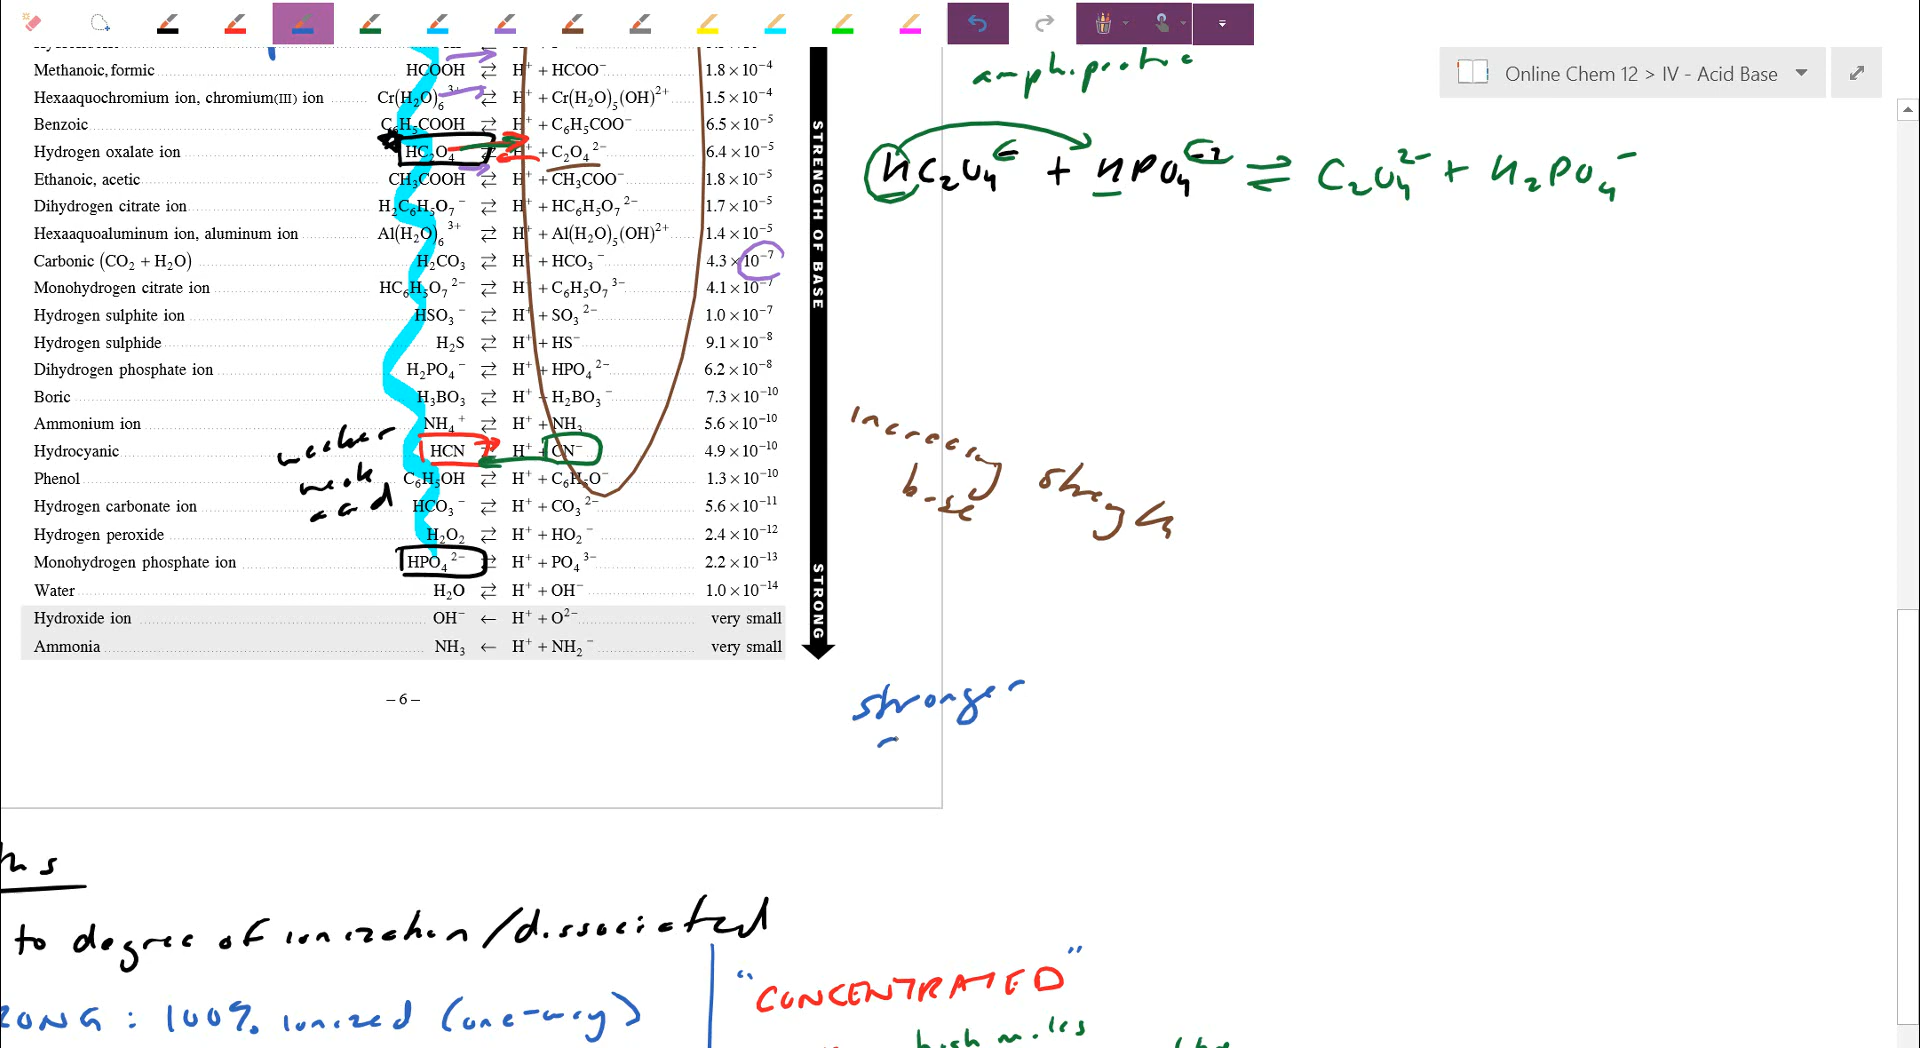 Online Chem 12 > IV - Acid Base
amphiprotic
Methanoic, formic HCOOH ⇄ H⁺ + HCOO⁻ 1.8 × 10⁻⁴
Hexaaquochromium ion, chromium(III) ion Cr(H₂O)₆³⁺ ⇄ H⁺ + Cr(H₂O)₅(OH)²⁺ 1.5 × 10⁻⁴
Benzoic C₆H₅COOH ⇄ H⁺ + C₆H₅COO⁻ 6.5 × 10⁻⁵
Hydrogen oxalate ion HC₂O₄ ⇄ H⁺ + C₂O₄²⁻ 6.4 × 10⁻⁵
Ethanoic, acetic CH₃COOH ⇄ H⁺ + CH₃COO⁻ 1.8 × 10⁻⁵
Dihydrogen citrate ion H₂C₆H₅O₇⁻ ⇄ H⁺ + HC₆H₅O₇²⁻ 1.7 × 10⁻⁵
Hexaaquoaluminum ion, aluminum ion Al(H₂O)₆³⁺ ⇄ H⁺ + Al(H₂O)₅(OH)²⁺ 1.4 × 10⁻⁵
Carbonic (CO₂ + H₂O) H₂CO₃ ⇄ H⁺ + HCO₃⁻ 4.3 × 10⁻⁷
Monohydrogen citrate ion HC₆H₅O₇²⁻ ⇄ H⁺ + C₆H₅O₇³⁻ 4.1 × 10⁻⁷
Hydrogen sulphite ion HSO₃⁻ ⇄ H⁺ + SO₃²⁻ 1.0 × 10⁻⁷
Hydrogen sulphide H₂S ⇄ H⁺ + HS⁻ 9.1 × 10⁻⁸
Dihydrogen phosphate ion H₂PO₄⁻ ⇄ H⁺ + HPO₄²⁻ 6.2 × 10⁻⁸
Boric H₃BO₃ ⇄ H⁺ + H₂BO₃⁻ 7.3 × 10⁻¹⁰
Ammonium ion NH₄⁺ ⇄ H⁺ + NH₃ 5.6 × 10⁻¹⁰
Hydrocyanic HCN H⁺ + CN⁻ 4.9 × 10⁻¹⁰
Phenol C₆H₅OH ⇄ H⁺ + C₆H₅O⁻ 1.3 × 10⁻¹⁰
Hydrogen carbonate ion HCO₃⁻ ⇄ H⁺ + CO₃²⁻ 5.6 × 10⁻¹¹
Hydrogen peroxide H₂O₂ ⇄ H⁺ + HO₂⁻ 2.4 × 10⁻¹²
Monohydrogen phosphate ion HPO₄²⁻ ⇄ H⁺ + PO₄³⁻ 2.2 × 10⁻¹³
Water H₂O ⇄ H⁺ + OH⁻ 1.0 × 10⁻¹⁴
Hydroxide ion OH⁻ ← H⁺ + O²⁻ very small
Ammonia NH₃ ← H⁺ + NH₂⁻ very small
STRENGTH OF BASE
STRONG
weaker
weak
acid
HC₂O₄⁻ + HPO₄⁻² ⇌ C₂O₄²⁻ + H₂PO₄⁻
increasing
base strength
–6–
stronger
to degree of ionization/dissociated
RONG : 100% ionized (one-way)
"CONCENTRATED"
high moles